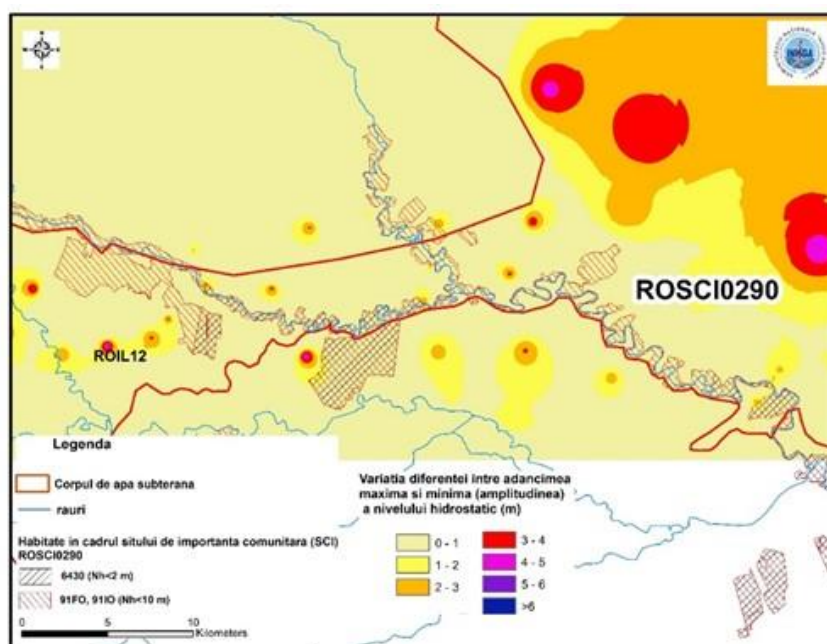 ROSCI0290
ROIL12
Legenda
Corpul de apa subterana
rauri
Habitate in cadrul sitului de importanta comunitara (SCI)
ROSCI0290
6430 (Nh<2 m)
91FO, 91IO (Nh<10 m)
0 5 10
Kilometers
Variatia diferentei intre adancimea
maxima si minima (amplitudinea)
a nivelului hidrostatic (m)
0 - 1
1 - 2
2 - 3
3 - 4
4 - 5
5 - 6
>6